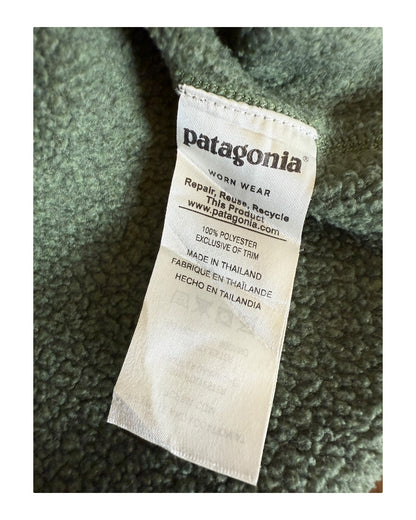 patagonia®
WORN WEAR
Repair, Reuse, Recycle
This Product
www.patagonia.com
100% POLYESTER
EXCLUSIVE OF TRIM
MADE IN THAILAND
FABRIQUÉ EN THAÏLANDE
HECHO EN TAILANDIA